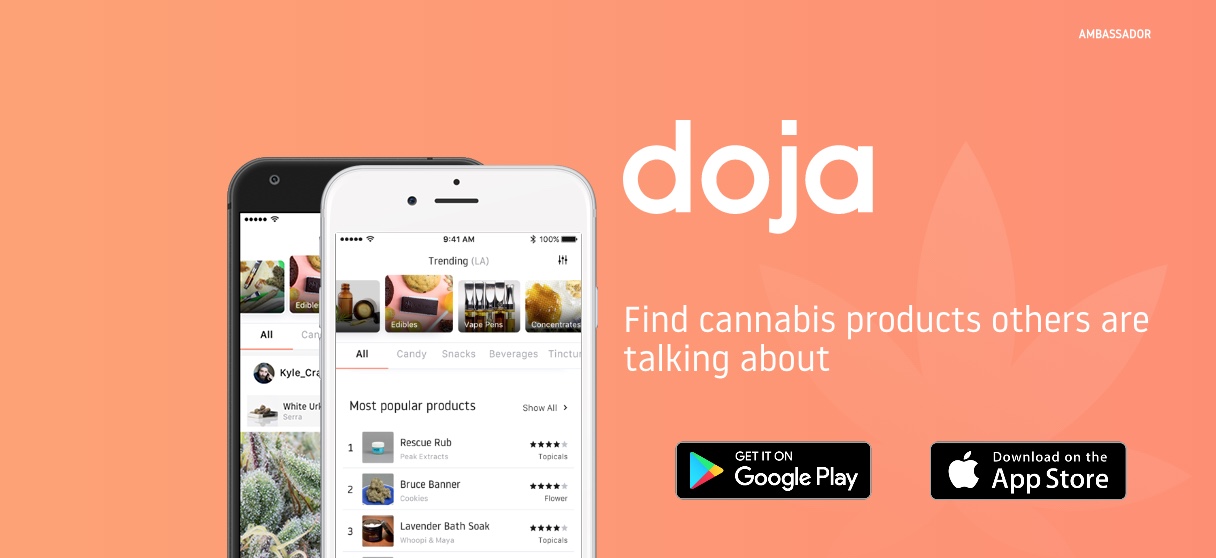 AMBASSADOR
doja
Find cannabis products others are
talking about
GET IT ON
Google Play
Download on the
App Store
9:41 AM
100%
Trending (LA)
Edibles
Vape Pens
Concentrates
All
Candy
Snacks
Beverages
Tinctur
Most popular products
Show All >
1
Rescue Rub
Peak Extracts
★★★★★
Topicals
2
Bruce Banner
Cookies
★★★★★
Flower
3
Lavender Bath Soak
Whoopi & Maya
★★★★★
Topicals
Edible
All
Can
Kyle_Cra
White Url
Serra